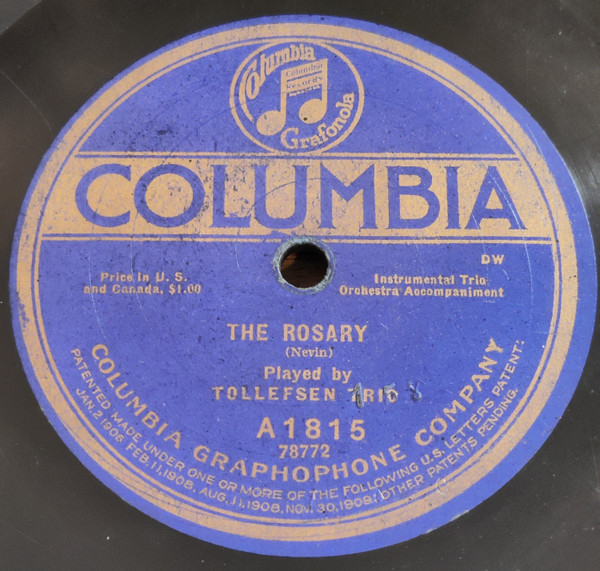 Columbia
Columbia
Records
Grafonola
COLUMBIA
Price in U. S.
and Canada, $1.00
DW
Instrumental Trio
Orchestra Accompaniment
THE ROSARY
(Nevin)
Played by
TOLLEFSEN TRIO
A1815
78772
COLUMBIA GRAPHOPHONE COMPANY
PATENTED MADE UNDER ONE OR MORE OF THE FOLLOWING U.S. LETTERS PATENT:
JAN. 2, 1906, FEB. 11, 1908, AUG. 11, 1908, NOV. 30, 1909; OTHER PATENTS PENDING.